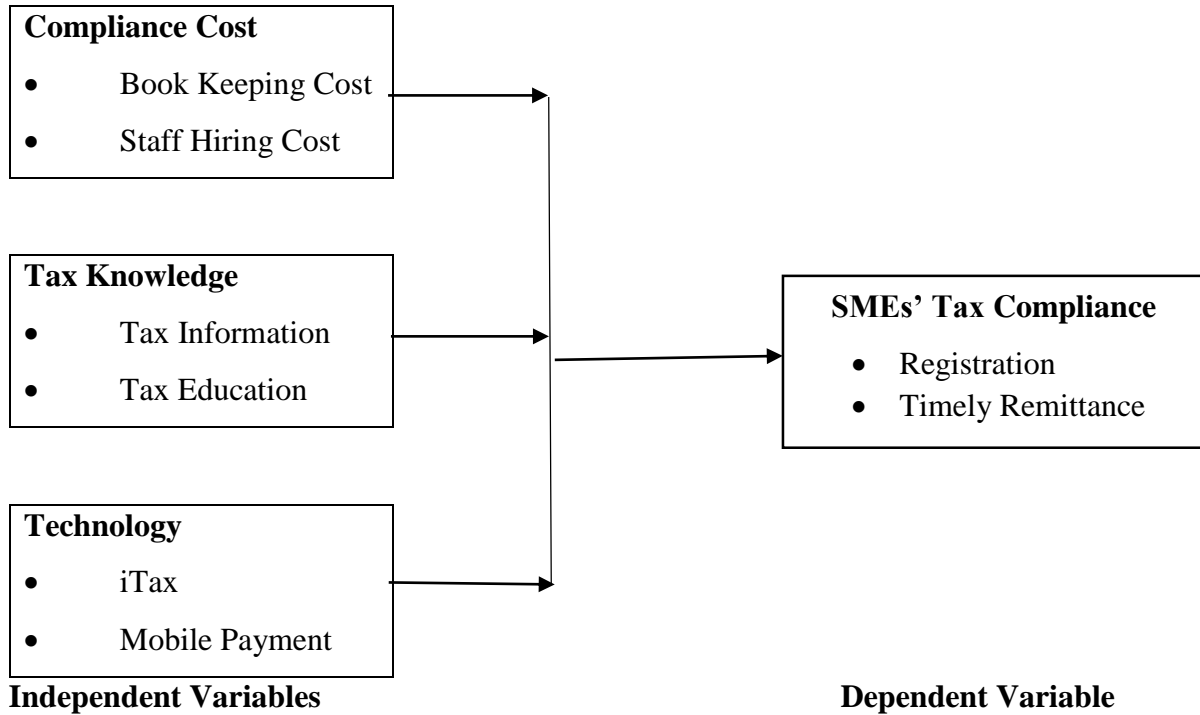 Compliance Cost
• Book Keeping Cost
• Staff Hiring Cost
Tax Knowledge
• Tax Information
• Tax Education
SMEs’ Tax Compliance
• Registration
• Timely Remittance
Technology
• iTax
• Mobile Payment
Independent Variables
Dependent Variable